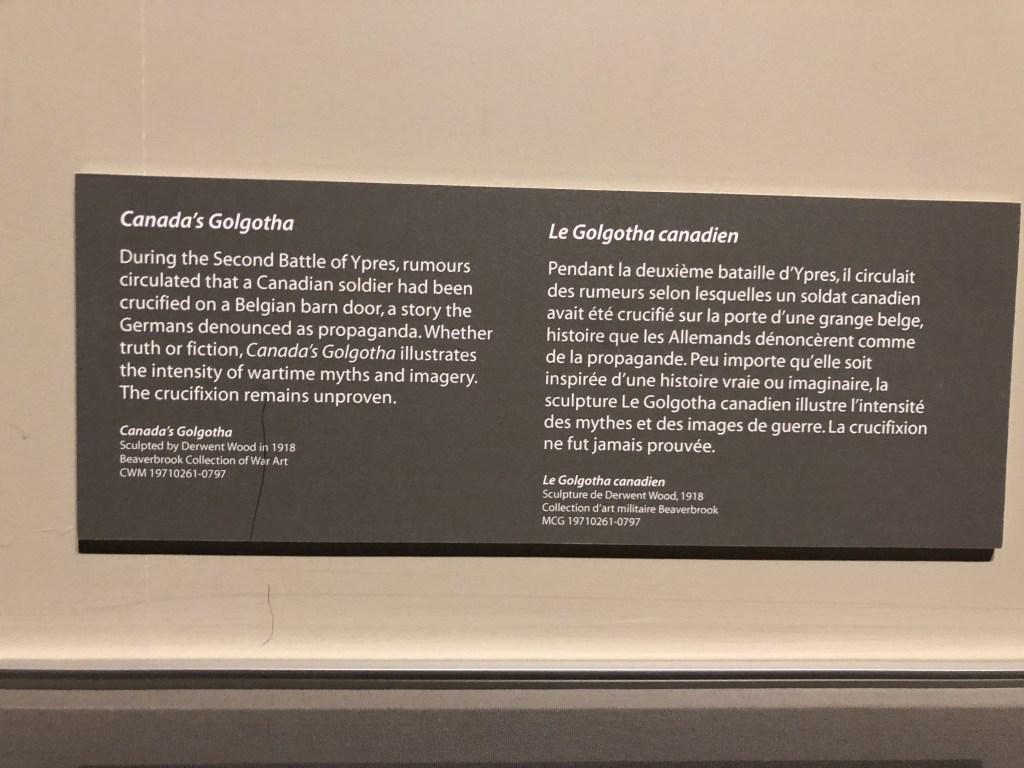 Canada's Golgotha
During the Second Battle of Ypres, rumours
circulated that a Canadian soldier had been
crucified on a Belgian barn door, a story the
Germans denounced as propaganda. Whether
truth or fiction, Canada's Golgotha illustrates
the intensity of wartime myths and imagery.
The crucifixion remains unproven.
Canada's Golgotha
Sculpted by Derwent Wood in 1918
Beaverbrook Collection of War Art
CWM 19710261-0797
Le Golgotha canadien
Pendant la deuxième bataille d'Ypres, il circulait
des rumeurs selon lesquelles un soldat canadien
avait été crucifié sur la porte d'une grange belge,
histoire que les Allemands dénoncèrent comme
de la propagande. Peu importe qu'elle soit
inspirée d'une histoire vraie ou imaginaire, la
sculpture Le Golgotha canadien illustre l'intensité
des mythes et des images de guerre. La crucifixion
ne fut jamais prouvée.
Le Golgotha canadien
Sculpture de Derwent Wood, 1918
Collection d'art militaire Beaverbrook
MCG 19710261-0797